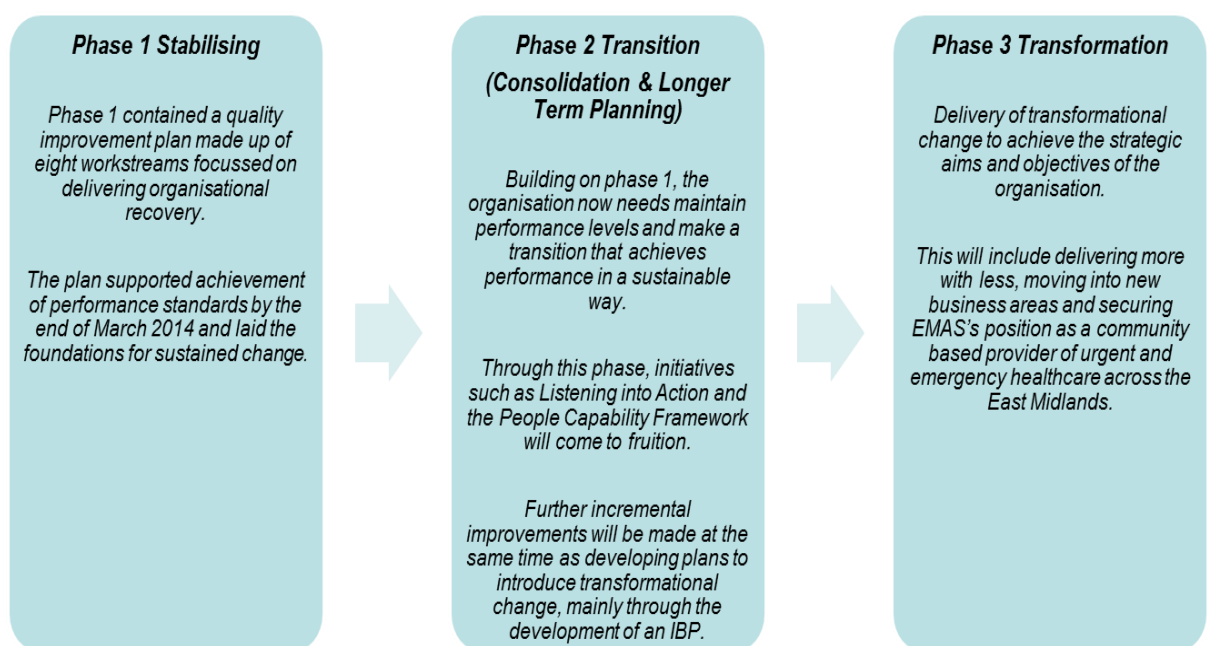 Phase 1 Stabilising
Phase 1 contained a quality
improvement plan made up of
eight workstreams focussed on
delivering organisational
recovery.
The plan supported achievement
of performance standards by the
end of March 2014 and laid the
foundations for sustained change.
Phase 2 Transition
(Consolidation & Longer
Term Planning)
Building on phase 1, the
organisation now needs maintain
performance levels and make a
transition that achieves
performance in a sustainable
way.
Through this phase, initiatives
such as Listening into Action and
the People Capability Framework
will come to fruition.
Further incremental
improvements will be made at the
same time as developing plans to
introduce transformational
change, mainly through the
development of an IBP.
Phase 3 Transformation
Delivery of transformational
change to achieve the strategic
aims and objectives of the
organisation.
This will include delivering more
with less, moving into new
business areas and securing
EMAS's position as a community
based provider of urgent and
emergency healthcare across the
East Midlands.